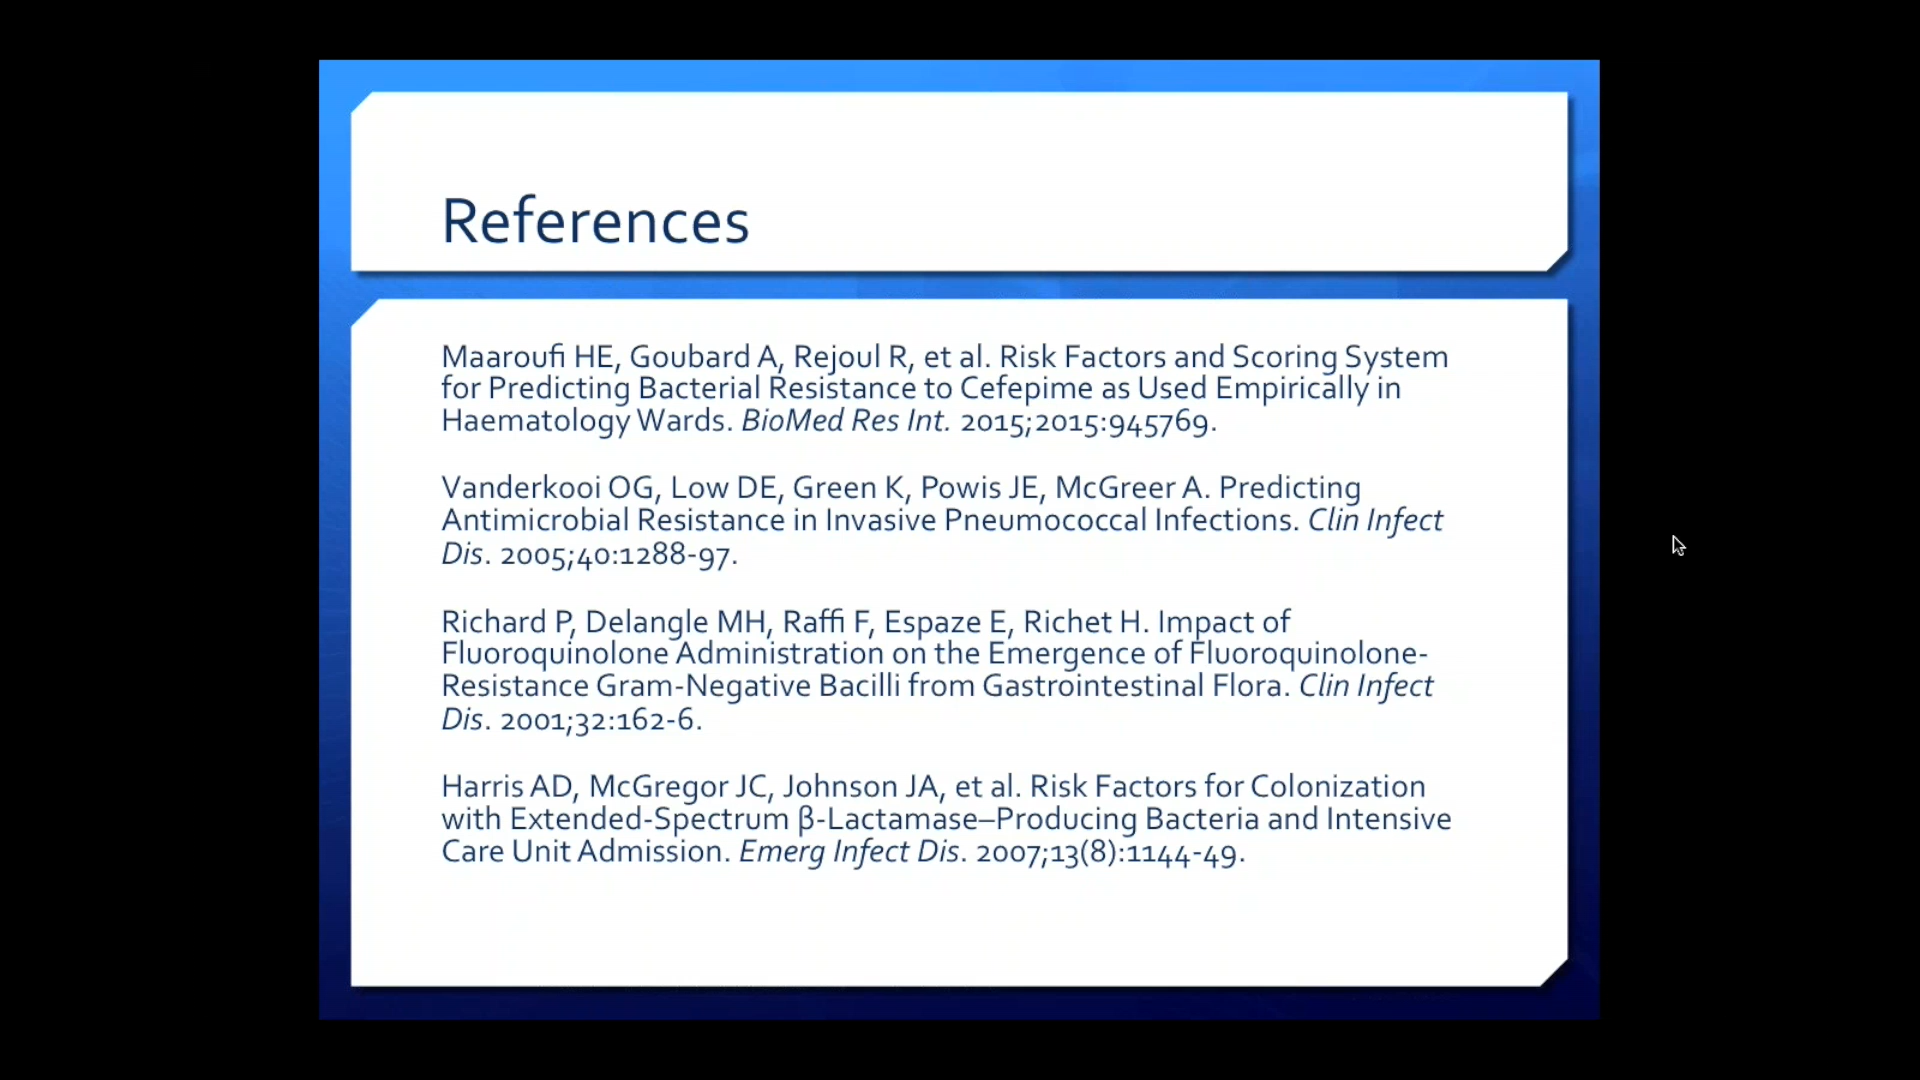 References
Maaroufi HE, Goubard A, Rejoul R, et al. Risk Factors and Scoring System
for Predicting Bacterial Resistance to Cefepime as Used Empirically in
Haematology Wards. BioMed Res Int. 2015;2015:945769.
Vanderkooi OG, Low DE, Green K, Powis JE, McGreer A. Predicting
Antimicrobial Resistance in Invasive Pneumococcal Infections. Clin Infect
Dis. 2005;40:1288-97.
Richard P, Delangle MH, Raffi F, Espaze E, Richet H. Impact of
Fluoroquinolone Administration on the Emergence of Fluoroquinolone-
Resistance Gram-Negative Bacilli from Gastrointestinal Flora. Clin Infect
Dis. 2001;32:162-6.
Harris AD, McGregor JC, Johnson JA, et al. Risk Factors for Colonization
with Extended-Spectrum β-Lactamase–Producing Bacteria and Intensive
Care Unit Admission. Emerg Infect Dis. 2007;13(8):1144-49.